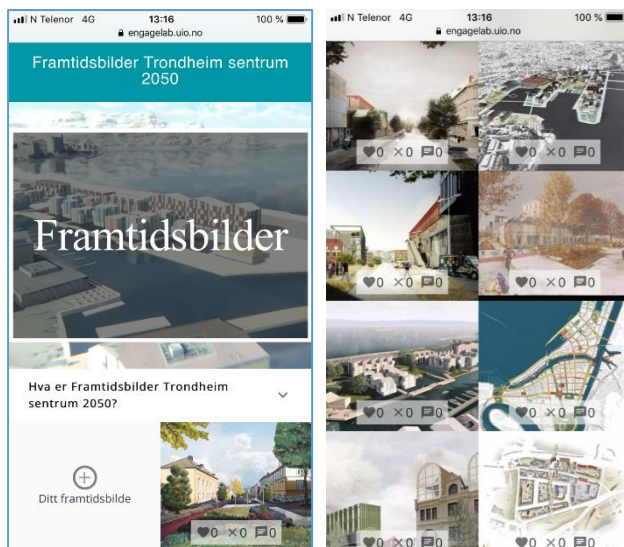 N Telenor 4G 13:16 100 %
engagelab.uio.no
Framtidsbilder Trondheim sentrum
2050
Framtidsbilder
Hva er Framtidsbilder Trondheim
sentrum 2050?
Ditt framtidsbilde
0 0 0
N Telenor 4G 13:16 100 %
engagelab.uio.no
0 0 0 0 0 0
0 0 0 0 0 0
0 0 0 0 0 0
0 0 0 0 0 0